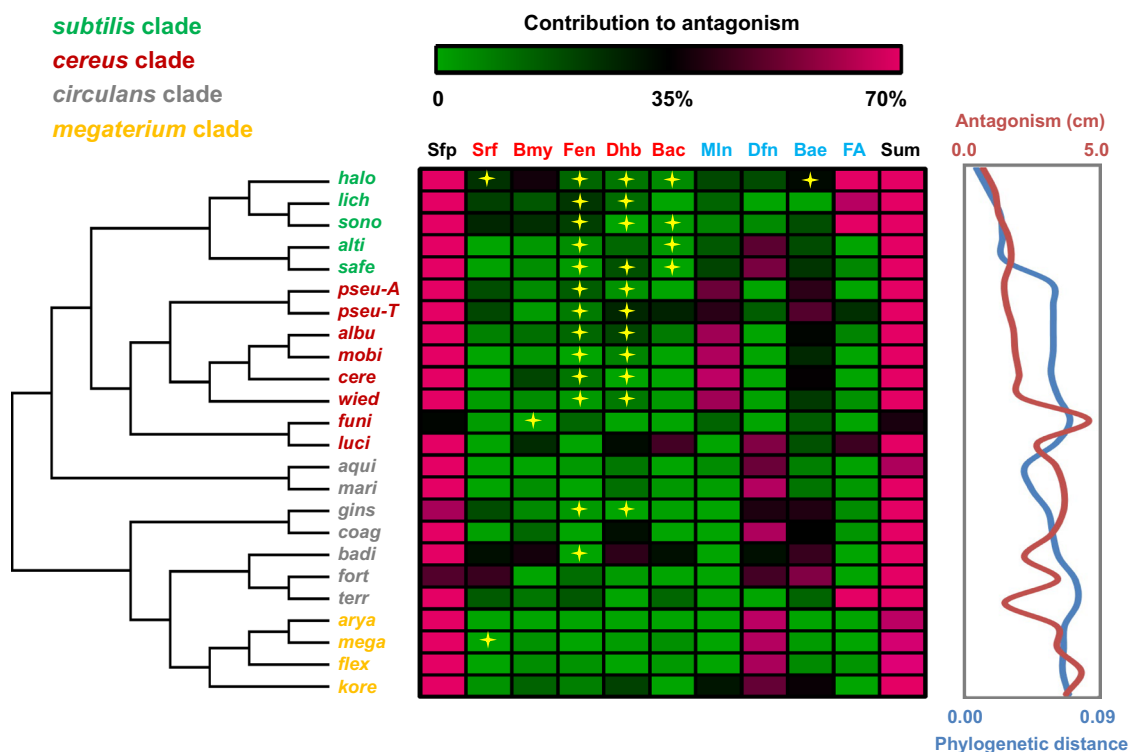 subtilis clade
cereus clade
circulans clade
megaterium clade
Contribution to antagonism
0 35% 70%
Sfp Srf Bmy Fen Dhb Bac Mln Dfn Bae FA Sum
halo
lich
sono
alti
safe
pseu-A
pseu-T
albu
mobi
cere
wied
funi
luci
aqui
mari
gins
coag
badi
fort
terr
arya
mega
flex
kore
Antagonism (cm)
0.0 5.0
0.00 0.09
Phylogenetic distance